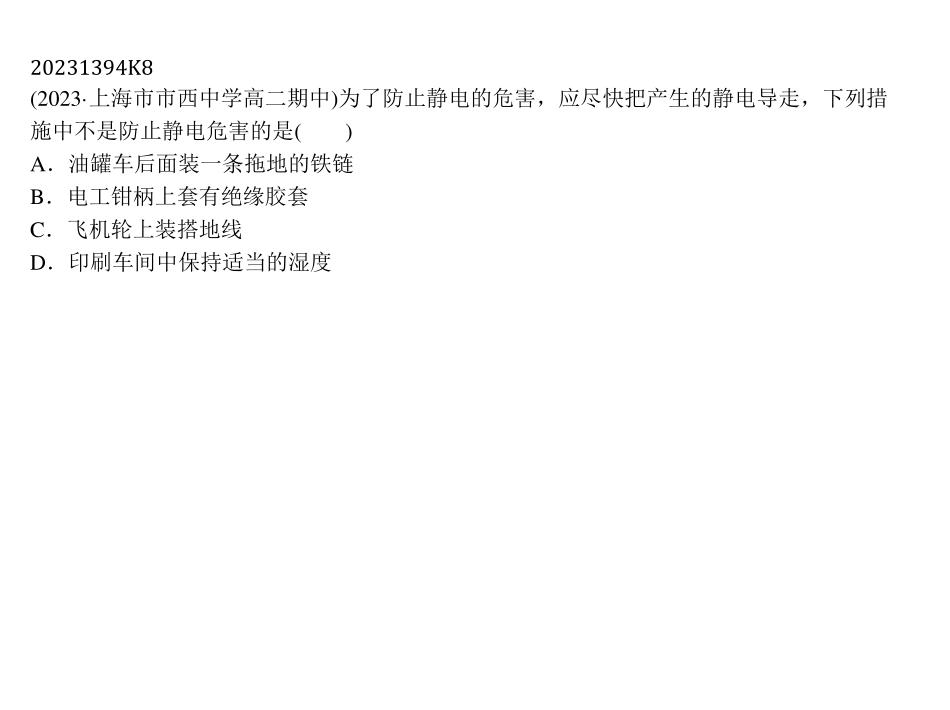 20231394K8
(2023·上海市市西中学高二期中)为了防止静电的危害，应尽快把产生的静电导走，下列措
施中不是防止静电危害的是(　　)
A．油罐车后面装一条拖地的铁链
B．电工钳柄上套有绝缘胶套
C．飞机轮上装搭地线
D．印刷车间中保持适当的湿度